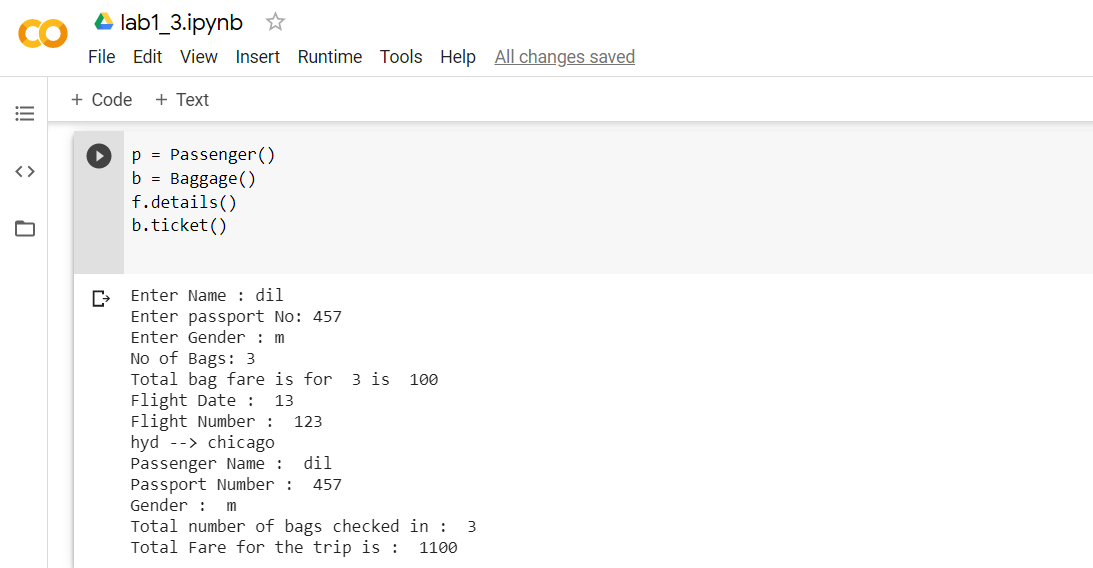 lab1_3.ipynb
File Edit View Insert Runtime Tools Help All changes saved
+ Code + Text
p = Passenger()
b = Baggage()
f.details()
b.ticket()
Enter Name : dil
Enter passport No: 457
Enter Gender : m
No of Bags: 3
Total bag fare is for  3 is  100
Flight Date :  13
Flight Number :  123
hyd --> chicago
Passenger Name :  dil
Passport Number :  457
Gender :  m
Total number of bags checked in :  3
Total Fare for the trip is :  1100